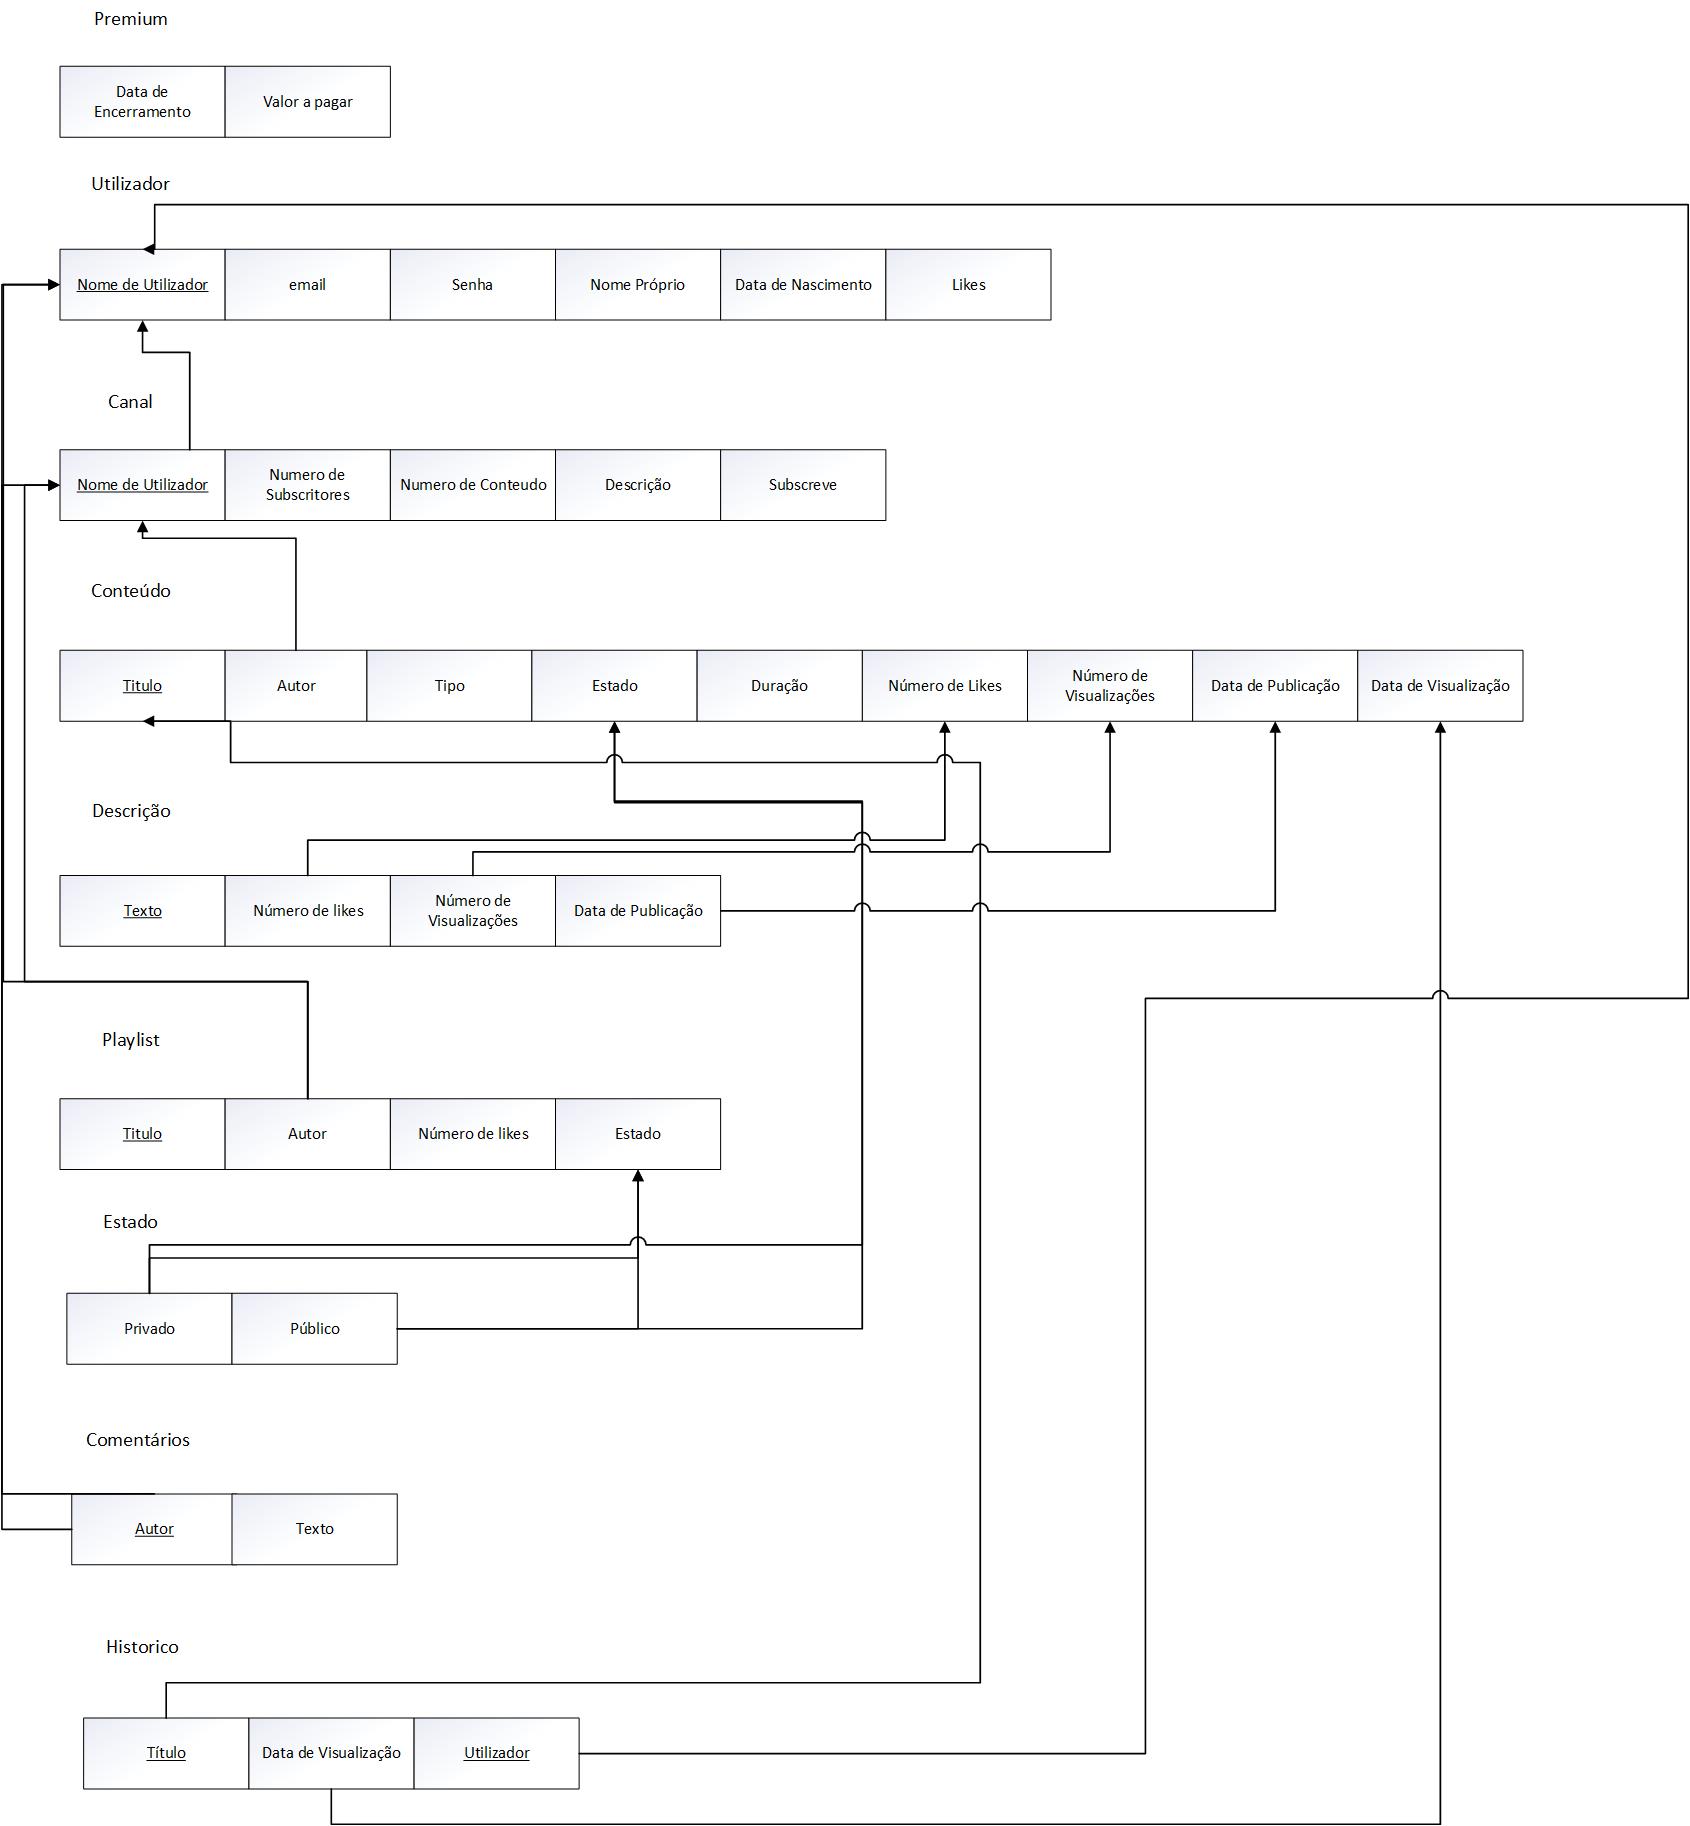 Premium
Data de
Encerramento
Valor a pagar
Utilizador
Nome de Utilizador
email
Senha
Nome Próprio
Data de Nascimento
Likes
Canal
Nome de Utilizador
Numero de
Subscritores
Numero de Conteudo
Descrição
Subscreve
Conteúdo
Titulo
Autor
Tipo
Estado
Duração
Número de Likes
Número de
Visualizações
Data de Publicação
Data de Visualização
Descrição
Texto
Número de likes
Número de
Visualizações
Data de Publicação
Playlist
Titulo
Autor
Número de likes
Estado
Estado
Privado
Público
Comentários
Autor
Texto
Historico
Título
Data de Visualização
Utilizador